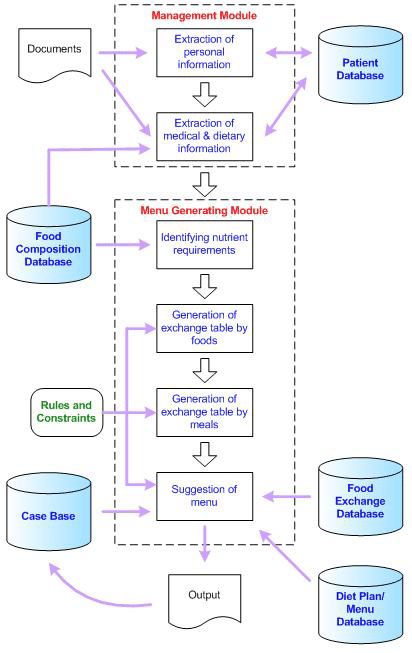 Management Module
Documents
Extraction of
personal
information
Patient
Database
Extraction of
medical & dietary
information
Menu Generating Module
Food
Composition
Database
Identifying nutrient
requirements
Generation of
exchange table by
foods
Rules and
Constraints
Generation of
exchange table by
meals
Case Base
Suggestion of
menu
Food
Exchange
Database
Output
Diet Plan/
Menu
Database